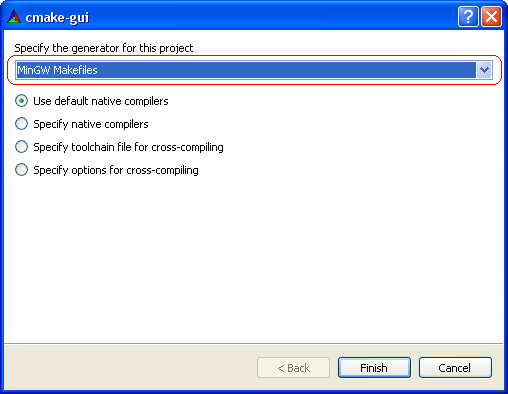 cmake-gui
Specify the generator for this project
MinGW Makefiles
Use default native compilers
Specify native compilers
Specify toolchain file for cross-compiling
Specify options for cross-compiling
< Back Finish Cancel